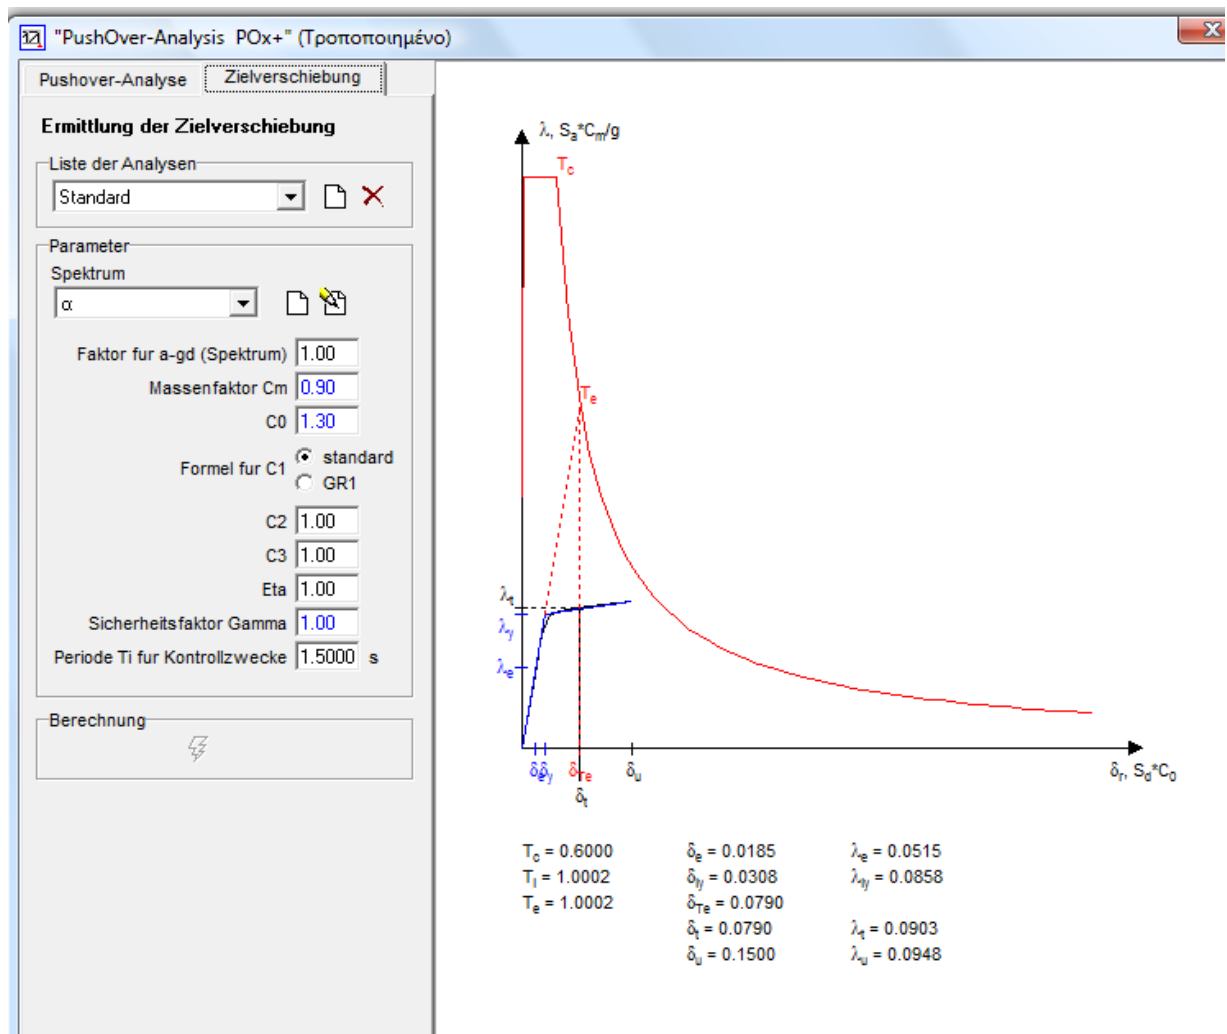 "PushOver-Analysis POx+" (Τροποποιημένο)
Pushover-Analyse
Zielverschiebung
Ermittlung der Zielverschiebung
Liste der Analysen
Standard
Parameter
Spektrum
α
Faktor fur a-gd (Spektrum) 1.00
Massenfaktor Cm 0.90
C0 1.30
Formel fur C1
standard
GR1
C2 1.00
C3 1.00
Eta 1.00
Sicherheitsfaktor Gamma 1.00
Periode Ti fur Kontrollzwecke 1.5000 s
Berechnung
λ, Sa*Cm/g
Tc
Te
λt
λy
λe
δe δy δTe δu δr, Sd*C0
δt
Tc = 0.6000 δe = 0.0185 λe = 0.0515
Ti = 1.0002 δy = 0.0308 λy = 0.0858
Te = 1.0002 δTe = 0.0790
δt = 0.0790 λt = 0.0903
δu = 0.1500 λu = 0.0948